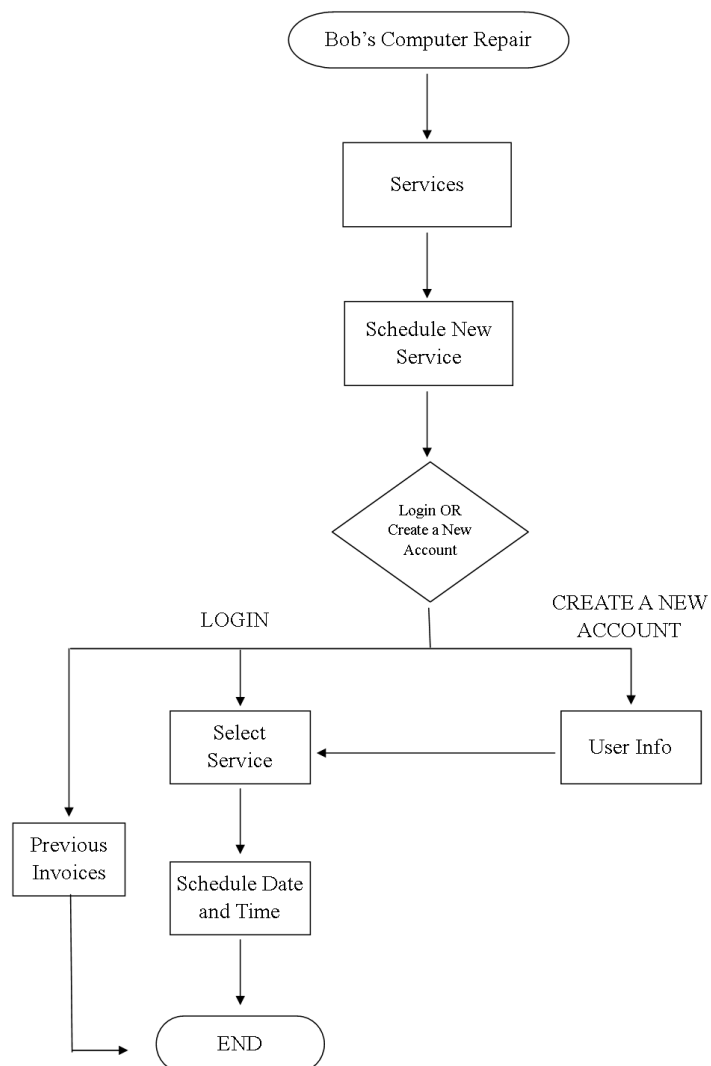 Bob's Computer Repair
Services
Schedule New
Service
Login OR
Create a New
Account
LOGIN
CREATE A NEW
ACCOUNT
Select
Service
User Info
Previous
Invoices
Schedule Date
and Time
END